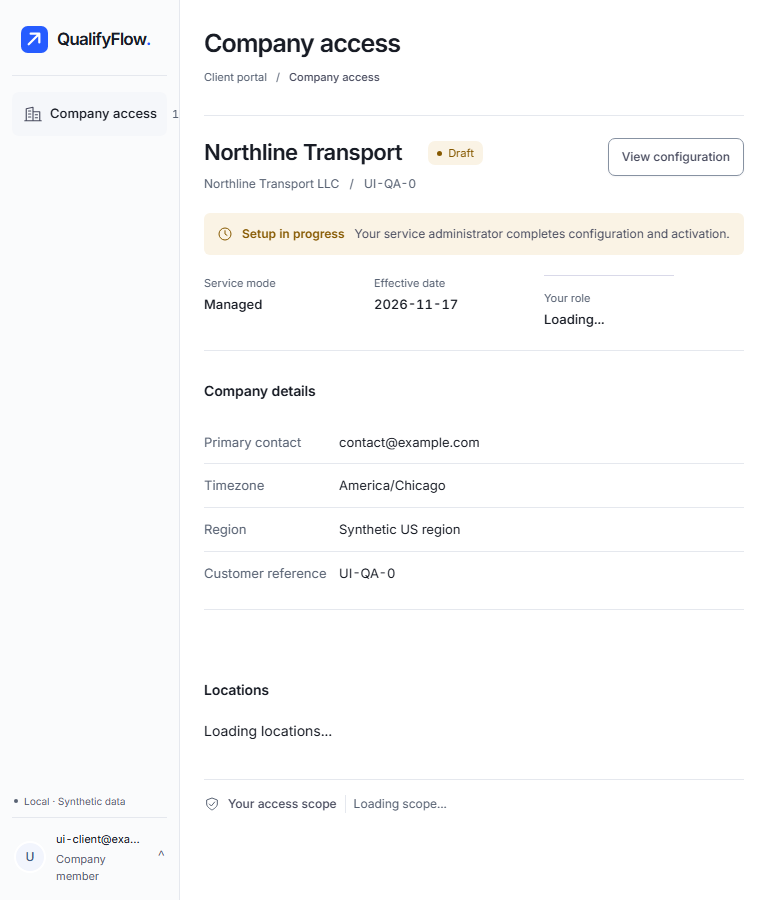 QualifyFlow.
Company access 1
Local · Synthetic data
U
ui-client@exa...
Company
member
^
Company access
Client portal / Company access
Northline Transport
Draft
View configuration
Northline Transport LLC / UI-QA-0
Setup in progress Your service administrator completes configuration and activation.
Service mode
Managed
Effective date
2026-11-17
Your role
Loading...
Company details
Primary contact contact@example.com
Timezone America/Chicago
Region Synthetic US region
Customer reference UI-QA-0
Locations
Loading locations...
Your access scope Loading scope...